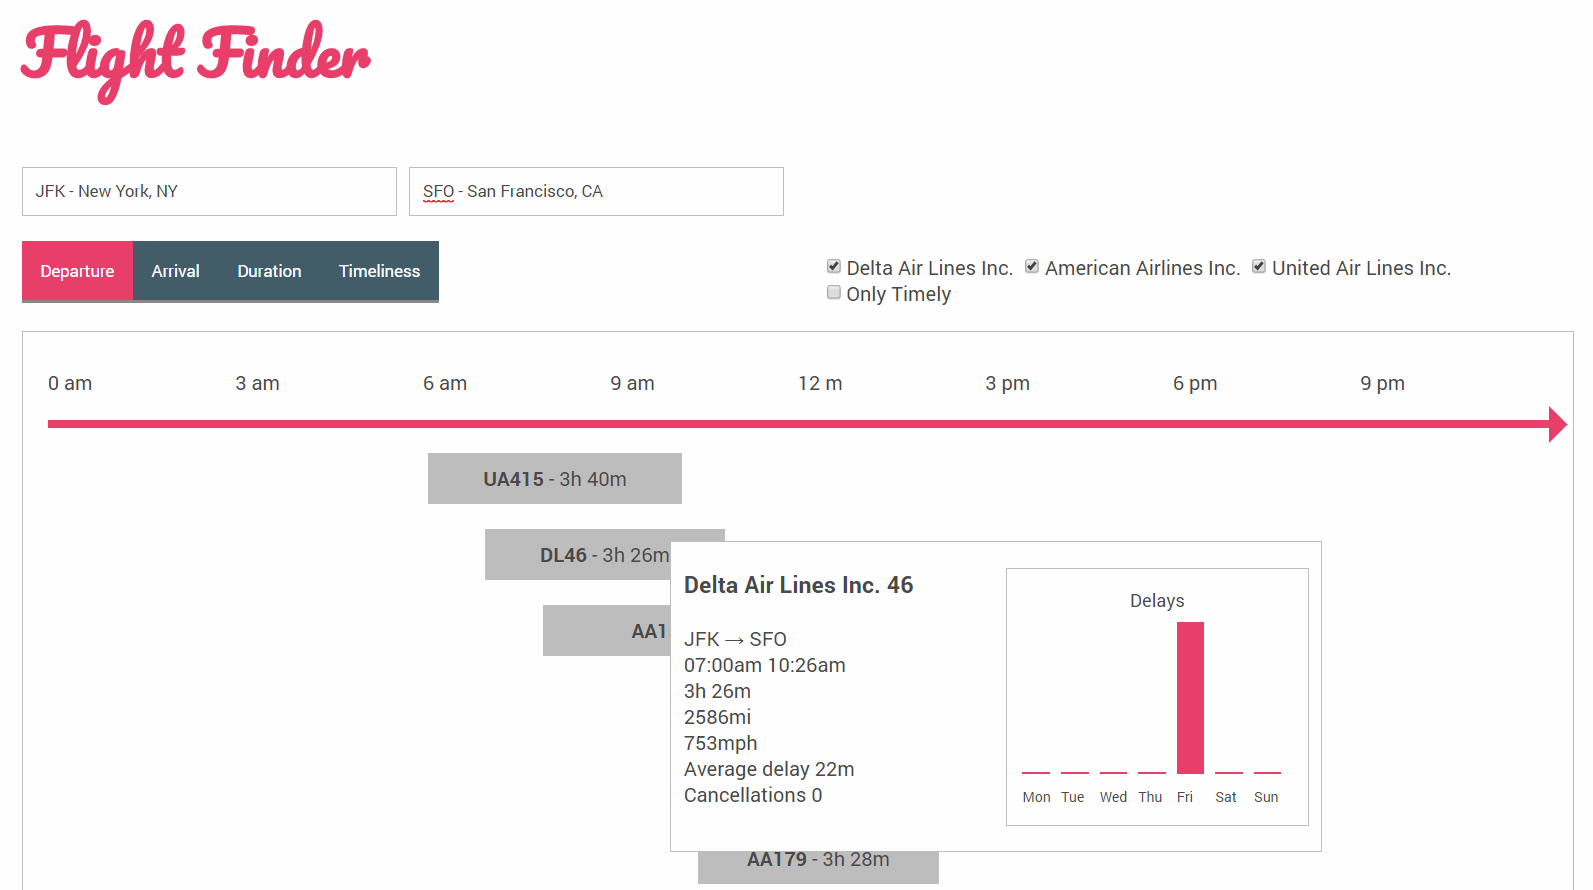 Flight Finder
JFK - New York, NY
SFO - San Francisco, CA
Departure Arrival Duration Timeliness
Delta Air Lines Inc. American Airlines Inc. United Air Lines Inc.
Only Timely
0 am 3 am 6 am 9 am 12 m 3 pm 6 pm 9 pm
UA415 - 3h 40m
DL46 - 3h 26m
AA1
Delta Air Lines Inc. 46
JFK → SFO
07:00am 10:26am
3h 26m
2586mi
753mph
Average delay 22m
Cancellations 0
Delays
Mon Tue Wed Thu Fri Sat Sun
AA179 - 3h 28m